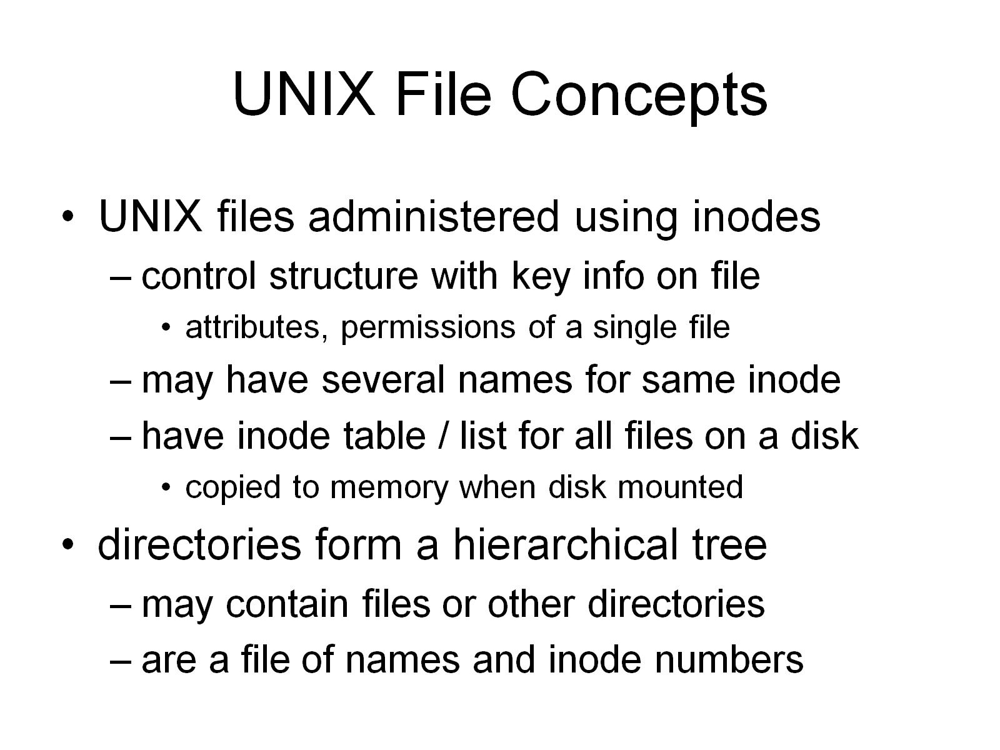 UNIX File Concepts
• UNIX files administered using inodes
– control structure with key info on file
• attributes, permissions of a single file
– may have several names for same inode
– have inode table / list for all files on a disk
• copied to memory when disk mounted
• directories form a hierarchical tree
– may contain files or other directories
– are a file of names and inode numbers